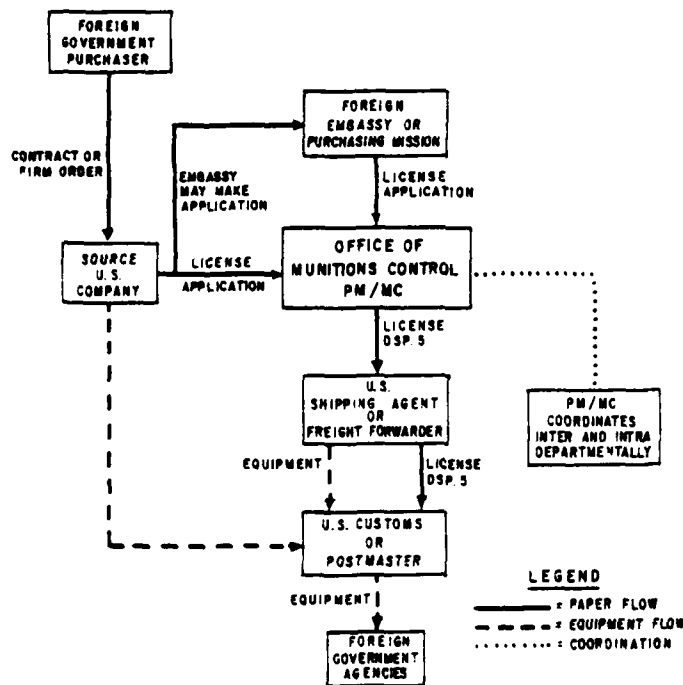 FOREIGN
GOVERNMENT
PURCHASER
CONTRACT OR
FIRM ORDER
FOREIGN
EMBASSY OR
PURCHASING MISSION
EMBASSY
MAY MAKE
APPLICATION
LICENSE
APPLICATION
SOURCE
U.S.
COMPANY
LICENSE
APPLICATION
OFFICE OF
MUNITIONS CONTROL
PM/MC
LICENSE
DSP. 5
U.S.
SHIPPING AGENT
OR
FREIGHT FORWARDER
PM/MC
COORDINATES
INTER AND INTRA
DEPARTMENTALLY
EQUIPMENT
LICENSE
DSP. 5
U.S. CUSTOMS
OR
POSTMASTER
EQUIPMENT
FOREIGN
GOVERNMENT
AGENCIES
LEGEND
= PAPER FLOW
= EQUIPMENT FLOW
= COORDINATION